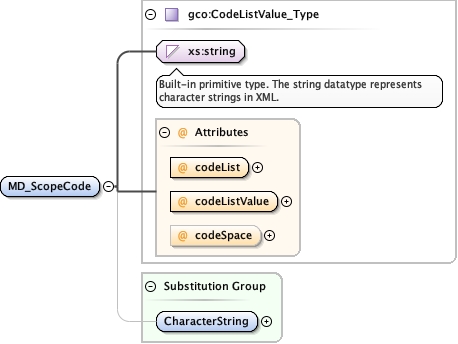 gco:CodeListValue_Type
xs:string
Built-in primitive type. The string datatype represents
character strings in XML.
@ Attributes
@ codeList
MD_ScopeCode
@ codeListValue
@ codeSpace
Substitution Group
CharacterString